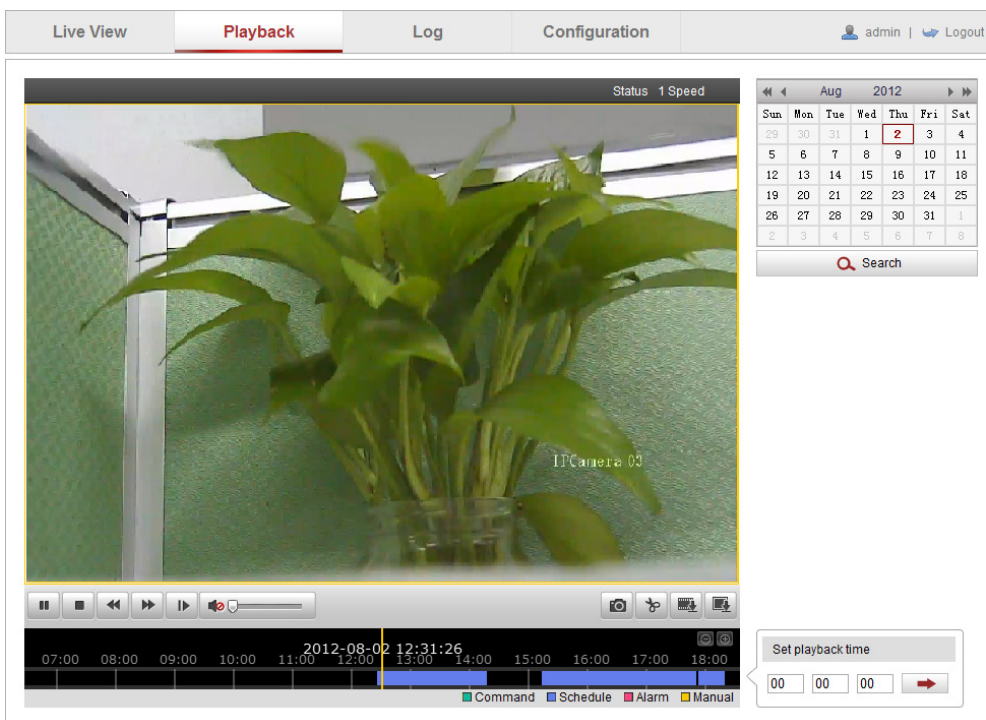 Live View Playback Log Configuration admin | Logout
Status 1 Speed
Aug 2012
Sun Mon Tue Wed Thu Fri Sat
29 30 31 1 2 3 4
5 6 7 8 9 10 11
12 13 14 15 16 17 18
19 20 21 22 23 24 25
26 27 28 29 30 31 1
2 3 4 5 6 7 8
Search
IPCamera 03
2012-08-02 12:31:26
07:00 08:00 09:00 10:00 11:00 12:00 13:00 14:00 15:00 16:00 17:00 18:00
Command Schedule Alarm Manual
Set playback time
00 00 00